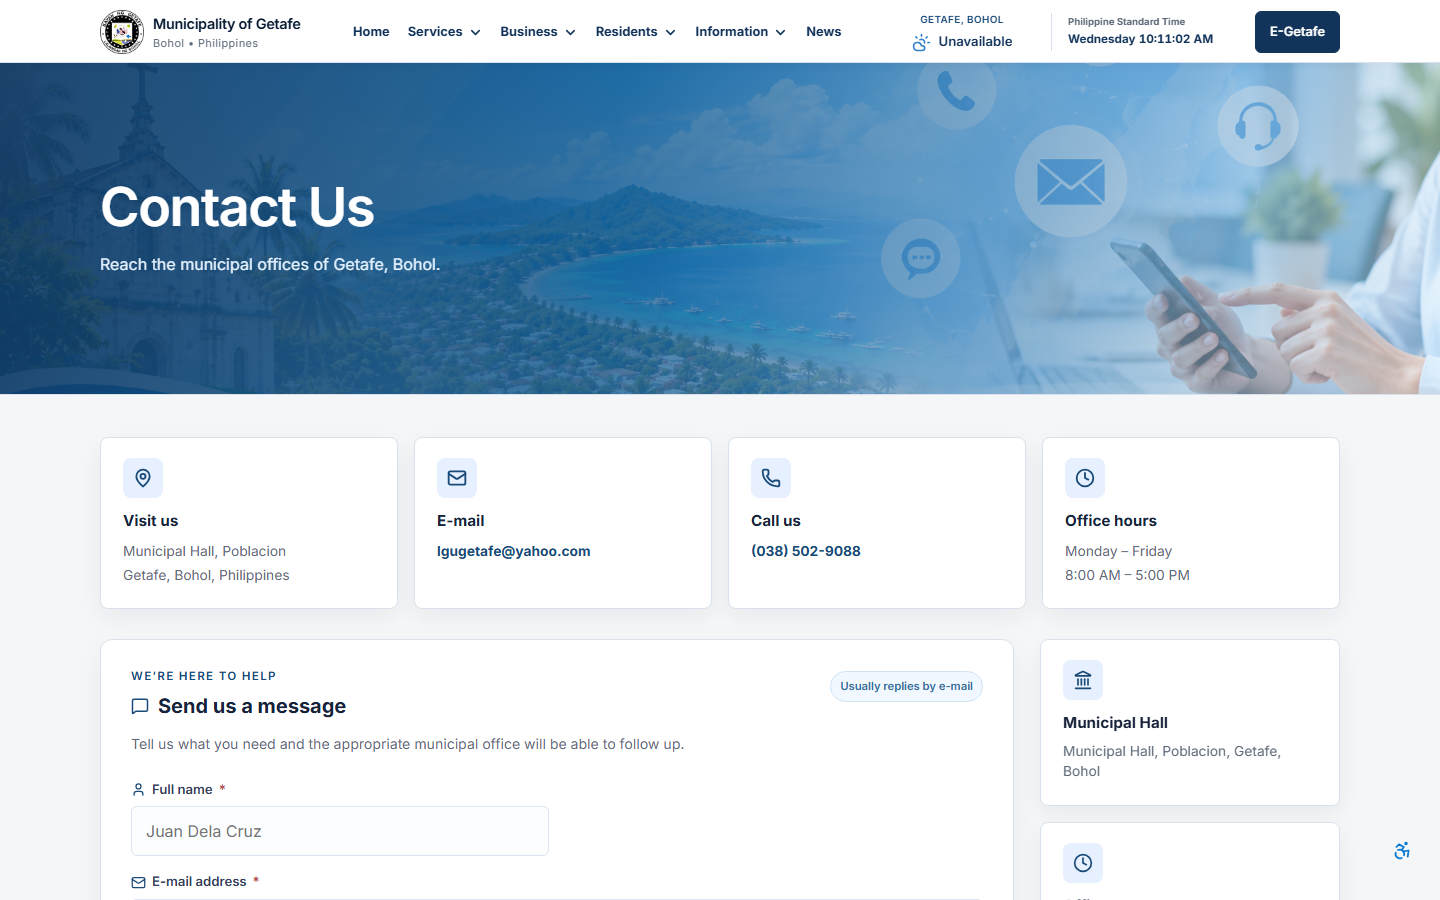 Municipality of Getafe
Bohol • Philippines
Home
Services
Business
Residents
Information
News
GETAFE, BOHOL
Unavailable
Philippine Standard Time
Wednesday 10:11:02 AM
E-Getafe
Contact Us
Reach the municipal offices of Getafe, Bohol.
Visit us
Municipal Hall, Poblacion
Getafe, Bohol, Philippines
E-mail
lgugetafe@yahoo.com
Call us
(038) 502-9088
Office hours
Monday – Friday
8:00 AM – 5:00 PM
WE'RE HERE TO HELP
Send us a message
Usually replies by e-mail
Tell us what you need and the appropriate municipal office will be able to follow up.
Full name *
Juan Dela Cruz
E-mail address *
Municipal Hall
Municipal Hall, Poblacion, Getafe,
Bohol